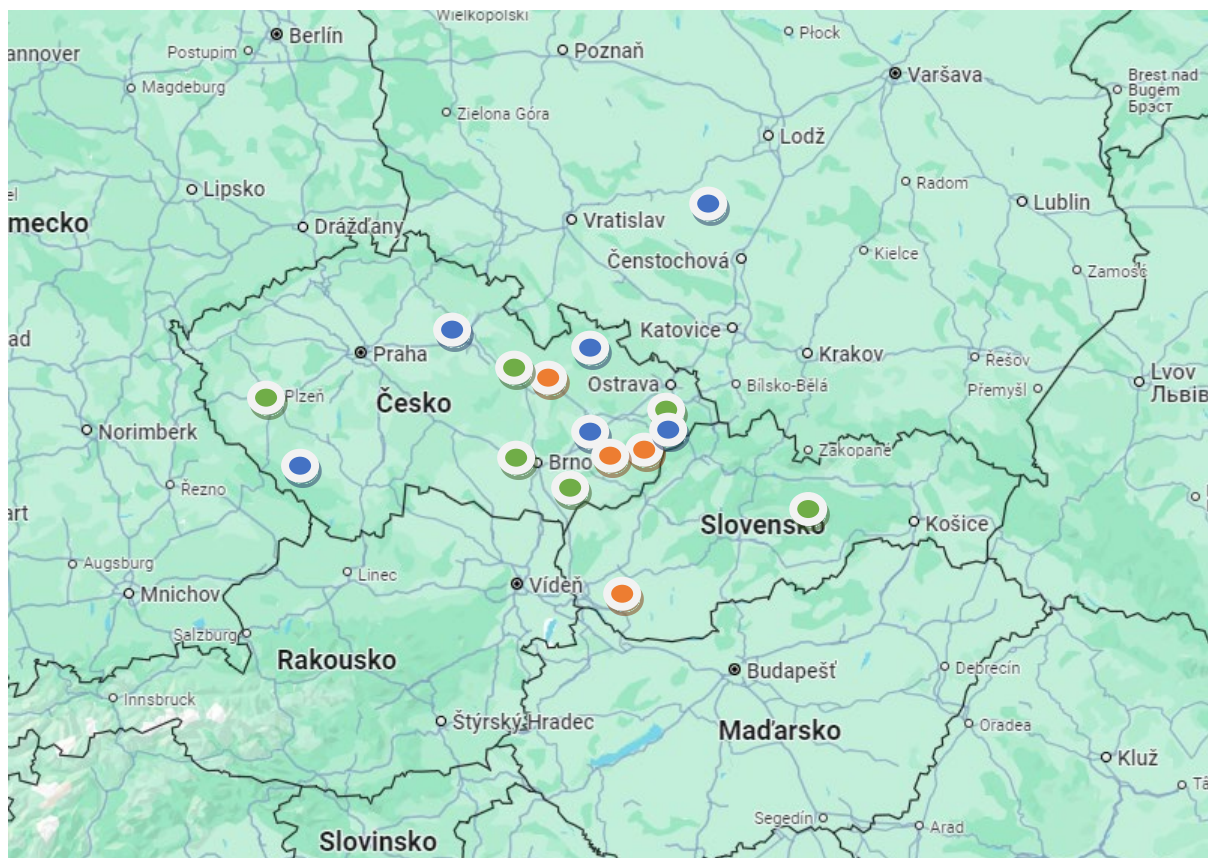 Wielkopolski
Berlín
annover
Postupim
Poznaň
Płock
Varšava
Brest nad
Bugem
Брэст
Magdeburg
Zielona Góra
Lodž
Lipsko
Radom
Lublin
el
mecko
Drážďany
Vratislav
Čenstochová
Kielce
Zamość
Katovice
ad
Praha
Krakov
Řešov
Lvov
Львів
Plzeň
Česko
Ostrava
Bílsko-Bělá
Přemyšl
Norimberk
Brno
Zakopané
Řezno
art
Slovensko
Košice
Augsburg
Linec
Vídeň
Mnichov
Salzburg
Rakousko
Budapešť
Debrecín
Innsbruck
Štýrský Hradec
Maďarsko
Oradea
Kluž
Segedín
Arad
Slovinsko